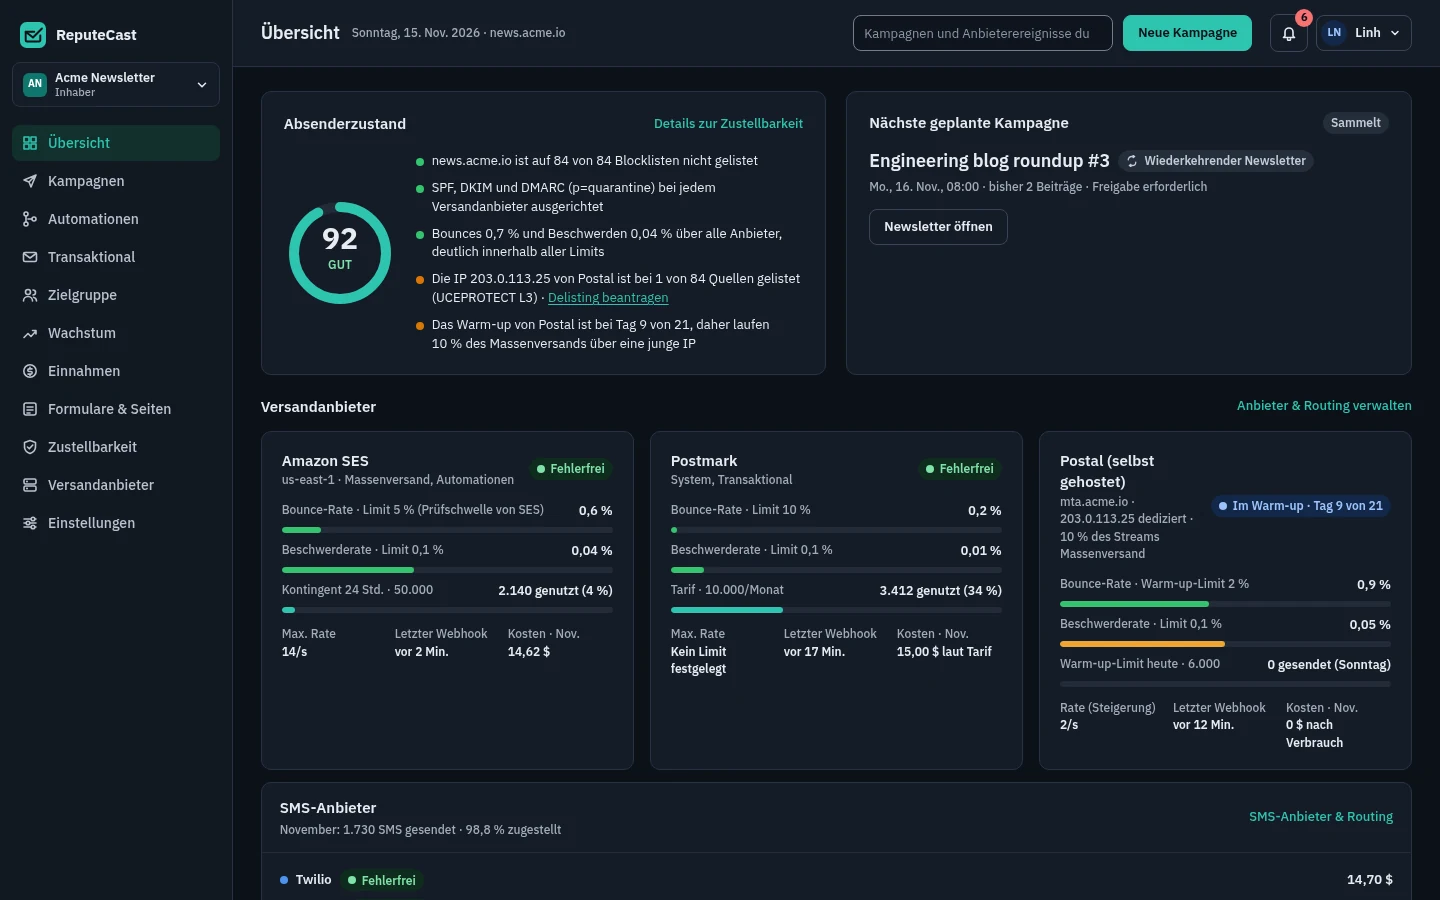 ReputeCast
AN
Acme Newsletter
Inhaber
Übersicht
Kampagnen
Automationen
Transaktional
Zielgruppe
Wachstum
Einnahmen
Formulare & Seiten
Zustellbarkeit
Versandanbieter
Einstellungen
Übersicht
Sonntag, 15. Nov. 2026 · news.acme.io
Kampagnen und Anbieterereignisse du
Neue Kampagne
6
LN
Linh
Absenderzustand
Details zur Zustellbarkeit
92
GUT
news.acme.io ist auf 84 von 84 Blocklisten nicht gelistet
SPF, DKIM und DMARC (p=quarantine) bei jedem
Versandanbieter ausgerichtet
Bounces 0,7 % und Beschwerden 0,04 % über alle Anbieter,
deutlich innerhalb aller Limits
Die IP 203.0.113.25 von Postal ist bei 1 von 84 Quellen gelistet
(UCEPROTECT L3) · Delisting beantragen
Das Warm-up von Postal ist bei Tag 9 von 21, daher laufen
10 % des Massenversands über eine junge IP
Nächste geplante Kampagne
Sammelt
Engineering blog roundup #3
Wiederkehrender Newsletter
Mo., 16. Nov., 08:00 · bisher 2 Beiträge · Freigabe erforderlich
Newsletter öffnen
Versandanbieter
Anbieter & Routing verwalten
Amazon SES
us-east-1 · Massenversand, Automationen
Fehlerfrei
Bounce-Rate · Limit 5 % (Prüfschwelle von SES)
0,6 %
Beschwerderate · Limit 0,1 %
0,04 %
Kontingent 24 Std. · 50.000
2.140 genutzt (4 %)
Max. Rate
14/s
Letzter Webhook
vor 2 Min.
Kosten · Nov.
14,62 $
Postmark
System, Transaktional
Fehlerfrei
Bounce-Rate · Limit 10 %
0,2 %
Beschwerderate · Limit 0,1 %
0,01 %
Tarif · 10.000/Monat
3.412 genutzt (34 %)
Max. Rate
Kein Limit
festgelegt
Letzter Webhook
vor 17 Min.
Kosten · Nov.
15,00 $ laut Tarif
Postal (selbst
gehostet)
mta.acme.io ·
203.0.113.25 dediziert ·
10 % des Streams
Massenversand
Im Warm-up · Tag 9 von 21
Bounce-Rate · Warm-up-Limit 2 %
0,9 %
Beschwerderate · Limit 0,1 %
0,05 %
Warm-up-Limit heute · 6.000
0 gesendet (Sonntag)
Rate (Steigerung)
2/s
Letzter Webhook
vor 12 Min.
Kosten · Nov.
0 $ nach
Verbrauch
SMS-Anbieter
November: 1.730 SMS gesendet · 98,8 % zugestellt
SMS-Anbieter & Routing
Twilio
Fehlerfrei
14,70 $